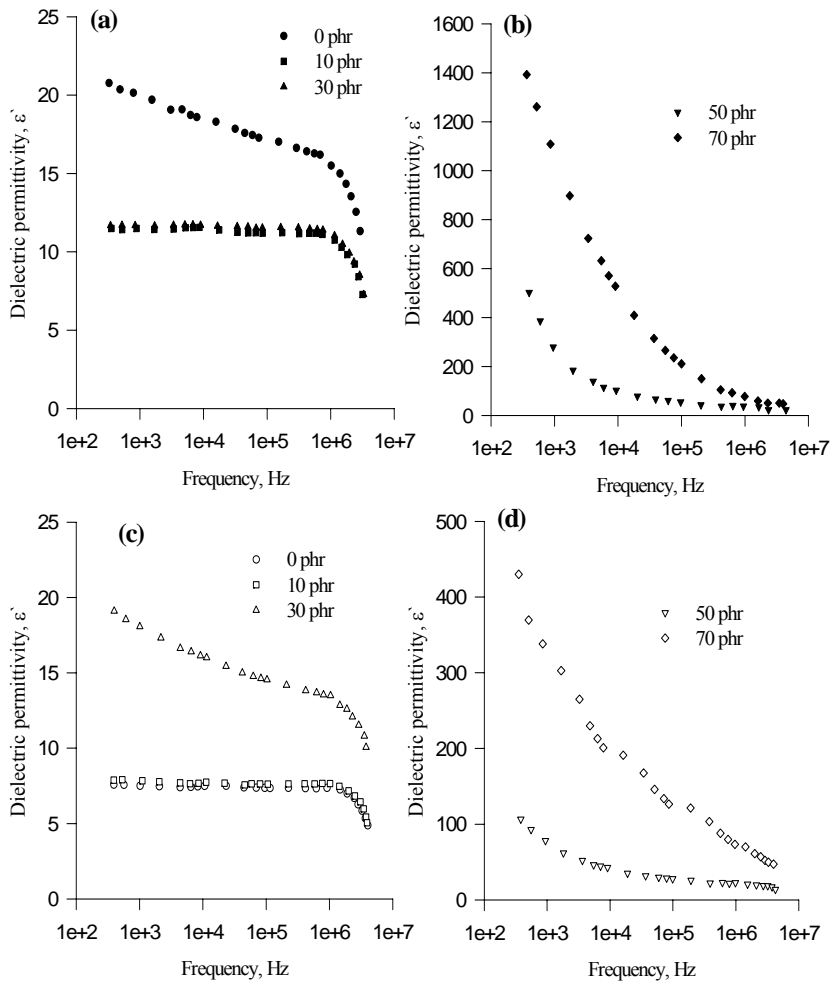 (a)
0 phr
10 phr
30 phr
Dielectric permittivity, ε`
25
20
15
10
5
0
1e+2 1e+3 1e+4 1e+5 1e+6 1e+7
Frequency, Hz
(b)
50 phr
70 phr
Dielectric permittivity, ε`
1600
1400
1200
1000
800
600
400
200
0
1e+2 1e+3 1e+4 1e+5 1e+6 1e+7
Frequency, Hz
(c)
0 phr
10 phr
30 phr
Dielectric permittivity, ε`
25
20
15
10
5
0
1e+2 1e+3 1e+4 1e+5 1e+6 1e+7
Frequency, Hz
(d)
50 phr
70 phr
Dielectric permittivity, ε`
500
400
300
200
100
0
1e+2 1e+3 1e+4 1e+5 1e+6 1e+7
Frequency, Hz